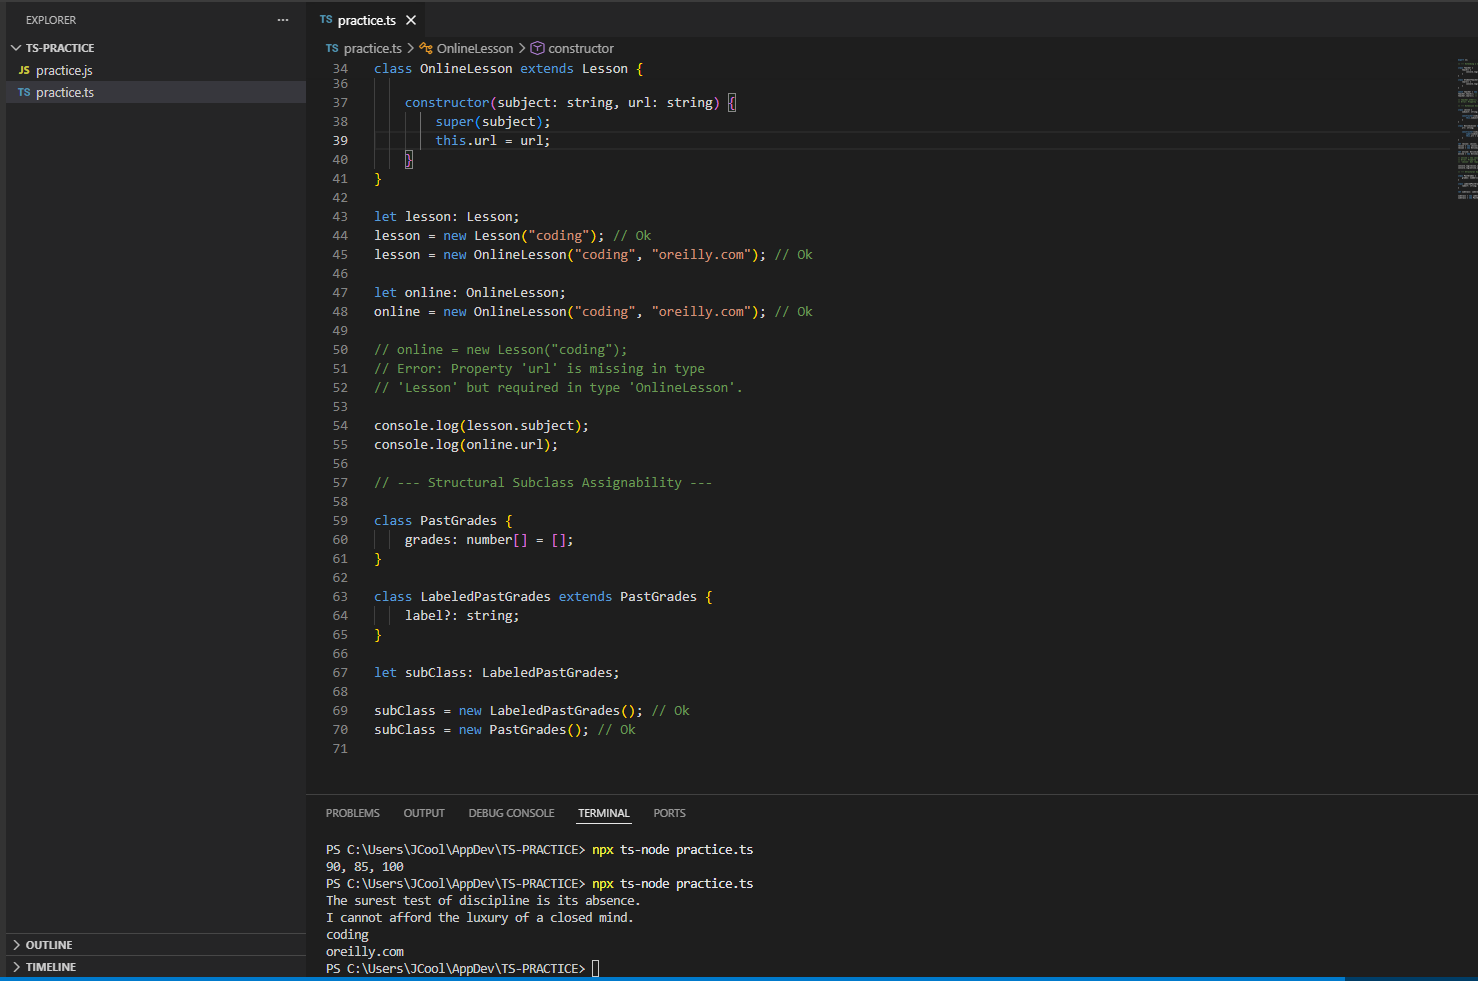 EXPLORER ...
TS-PRACTICE
JS practice.js
TS practice.ts
OUTLINE
TIMELINE
TS practice.ts
TS practice.ts > OnlineLesson > constructor
34 class OnlineLesson extends Lesson {
36
37 constructor(subject: string, url: string) {
38 super(subject);
39 this.url = url;
40 }
41 }
42
43 let lesson: Lesson;
44 lesson = new Lesson("coding"); // Ok
45 lesson = new OnlineLesson("coding", "oreilly.com"); // Ok
46
47 let online: OnlineLesson;
48 online = new OnlineLesson("coding", "oreilly.com"); // Ok
49
50 // online = new Lesson("coding");
51 // Error: Property 'url' is missing in type
52 // 'Lesson' but required in type 'OnlineLesson'.
53
54 console.log(lesson.subject);
55 console.log(online.url);
56
57 // --- Structural Subclass Assignability ---
58
59 class PastGrades {
60 grades: number[] = [];
61 }
62
63 class LabeledPastGrades extends PastGrades {
64 label?: string;
65 }
66
67 let subClass: LabeledPastGrades;
68
69 subClass = new LabeledPastGrades(); // Ok
70 subClass = new PastGrades(); // Ok
71
PROBLEMS OUTPUT DEBUG CONSOLE TERMINAL PORTS
PS C:\Users\JCool\AppDev\TS-PRACTICE> npx ts-node practice.ts
90, 85, 100
PS C:\Users\JCool\AppDev\TS-PRACTICE> npx ts-node practice.ts
The surest test of discipline is its absence.
I cannot afford the luxury of a closed mind.
coding
oreilly.com
PS C:\Users\JCool\AppDev\TS-PRACTICE>